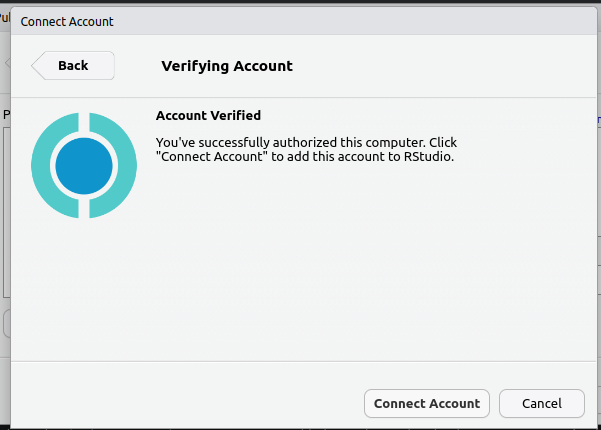 Connect Account
Back
Verifying Account
Account Verified
You've successfully authorized this computer. Click
"Connect Account" to add this account to RStudio.
Connect Account
Cancel